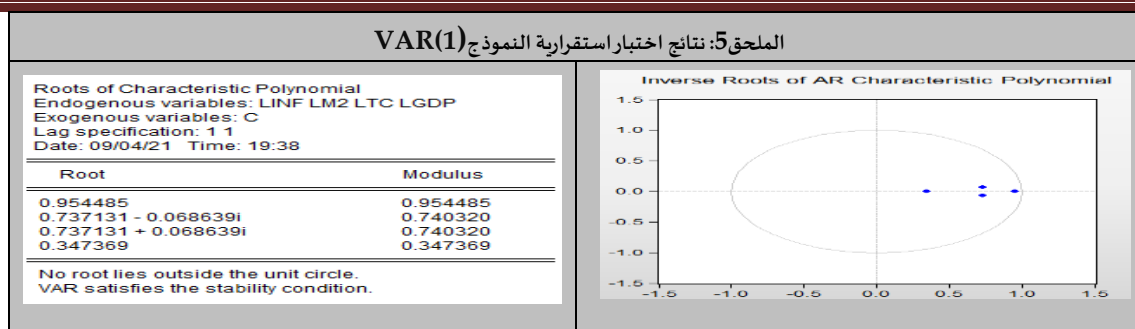 الملحق5: نتائج اختبار استقرارية النموذج VAR(1)
Roots of Characteristic Polynomial
Endogenous variables: LINF LM2 LTC LGDP
Exogenous variables: C
Lag specification: 1 1
Date: 09/04/21 Time: 19:38
Root Modulus
0.954485 0.954485
0.737131 - 0.068639i 0.740320
0.737131 + 0.068639i 0.740320
0.347369 0.347369
No root lies outside the unit circle.
VAR satisfies the stability condition.
Inverse Roots of AR Characteristic Polynomial
1.5
1.0
0.5
0.0
-0.5
-1.0
-1.5
-1.5 -1.0 -0.5 0.0 0.5 1.0 1.5